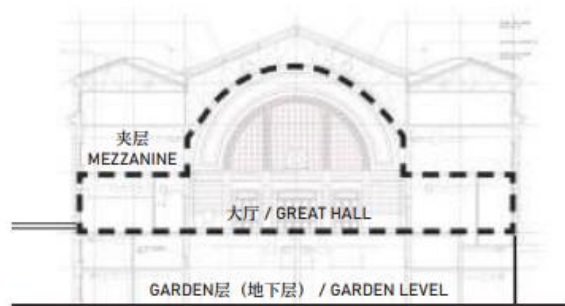 夹层
MEZZANINE
大厅 / GREAT HALL
GARDEN层（地下层） / GARDEN LEVEL